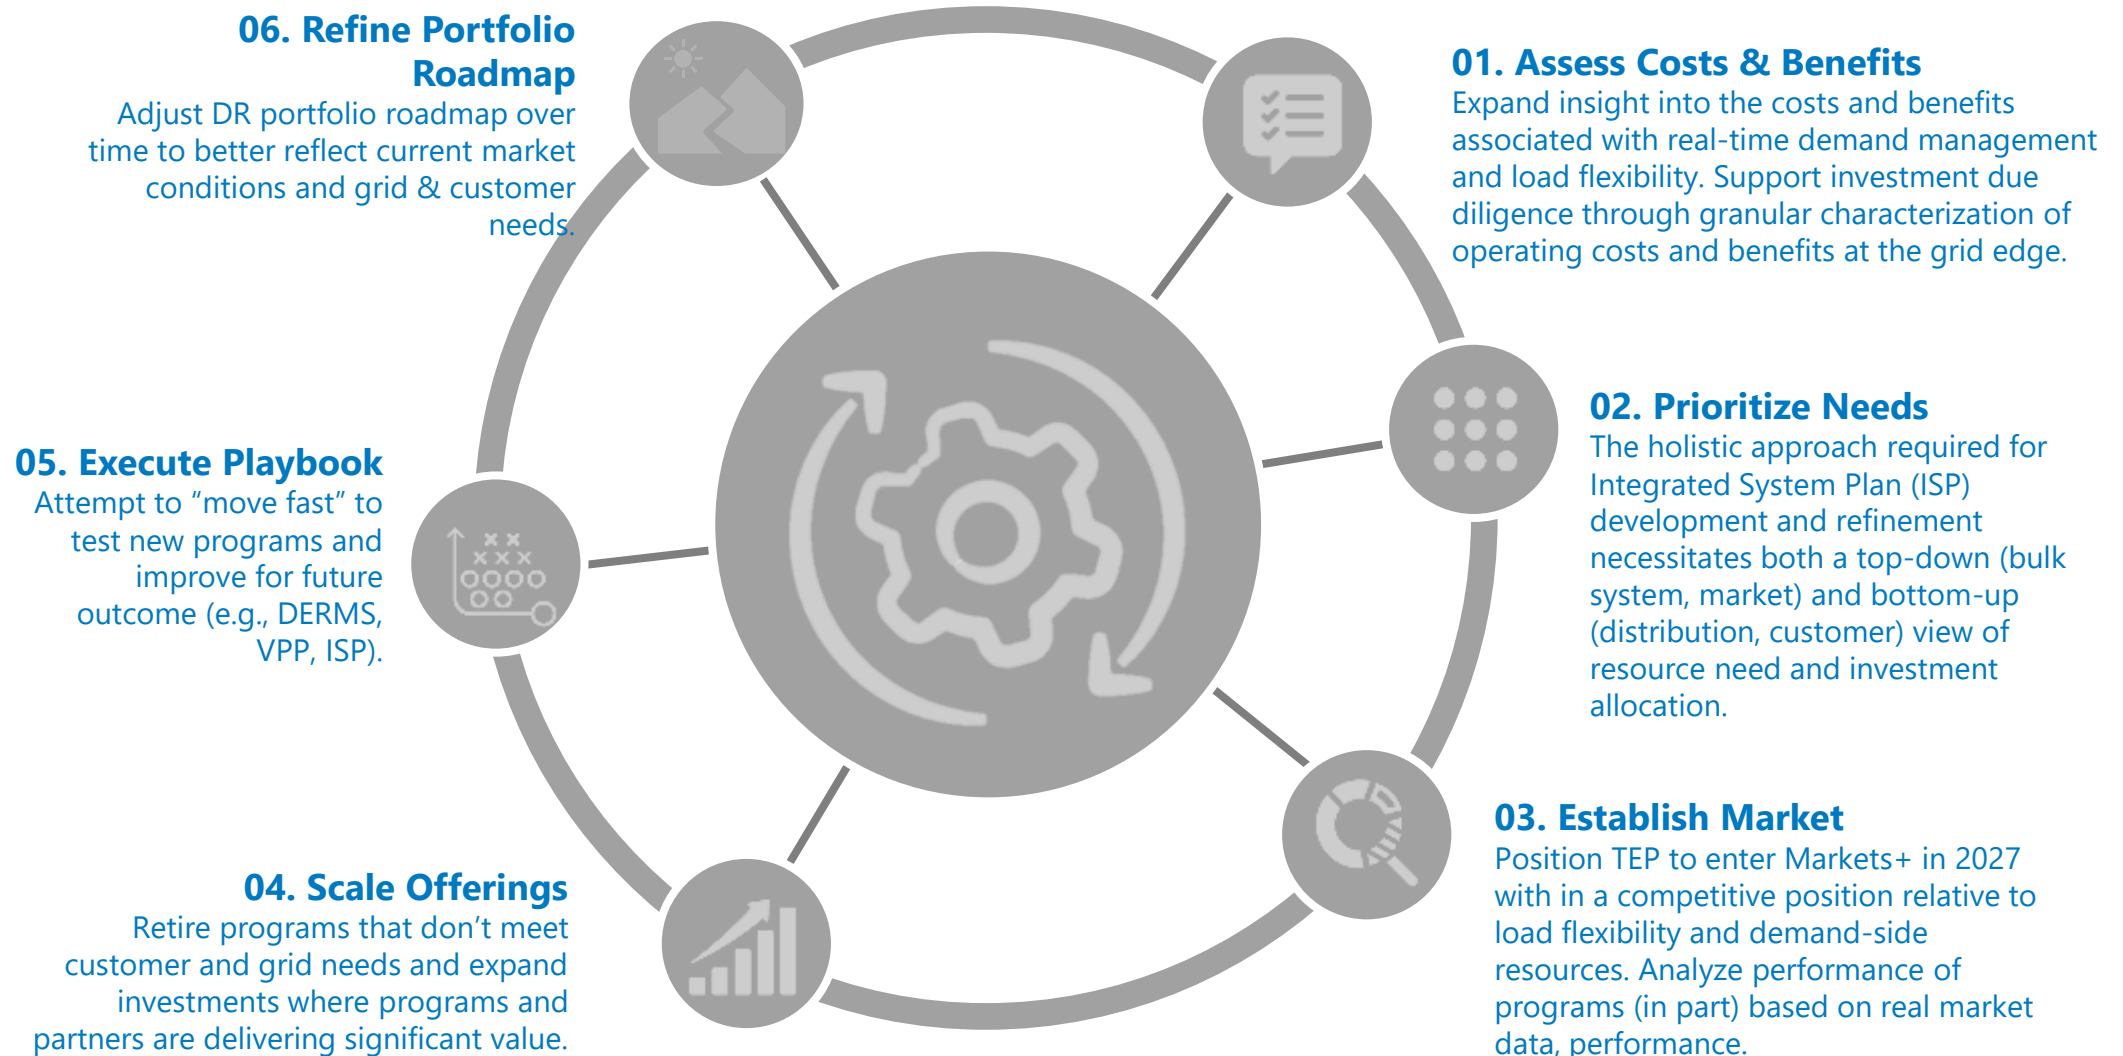 01. Assess Costs & Benefits
Expand insight into the costs and benefits
associated with real-time demand management
and load flexibility. Support investment due
diligence through granular characterization of
operating costs and benefits at the grid edge.
02. Prioritize Needs
The holistic approach required for
Integrated System Plan (ISP)
development and refinement
necessitates both a top-down (bulk
system, market) and bottom-up
(distribution, customer) view of
resource need and investment
allocation.
03. Establish Market
Position TEP to enter Markets+ in 2027
with in a competitive position relative to
load flexibility and demand-side
resources. Analyze performance of
programs (in part) based on real market
data, performance.
04. Scale Offerings
Retire programs that don’t meet
customer and grid needs and expand
investments where programs and
partners are delivering significant value.
05. Execute Playbook
Attempt to “move fast” to
test new programs and
improve for future
outcome (e.g., DERMS,
VPP, ISP).
06. Refine Portfolio
Roadmap
Adjust DR portfolio roadmap over
time to better reflect current market
conditions and grid & customer
needs.